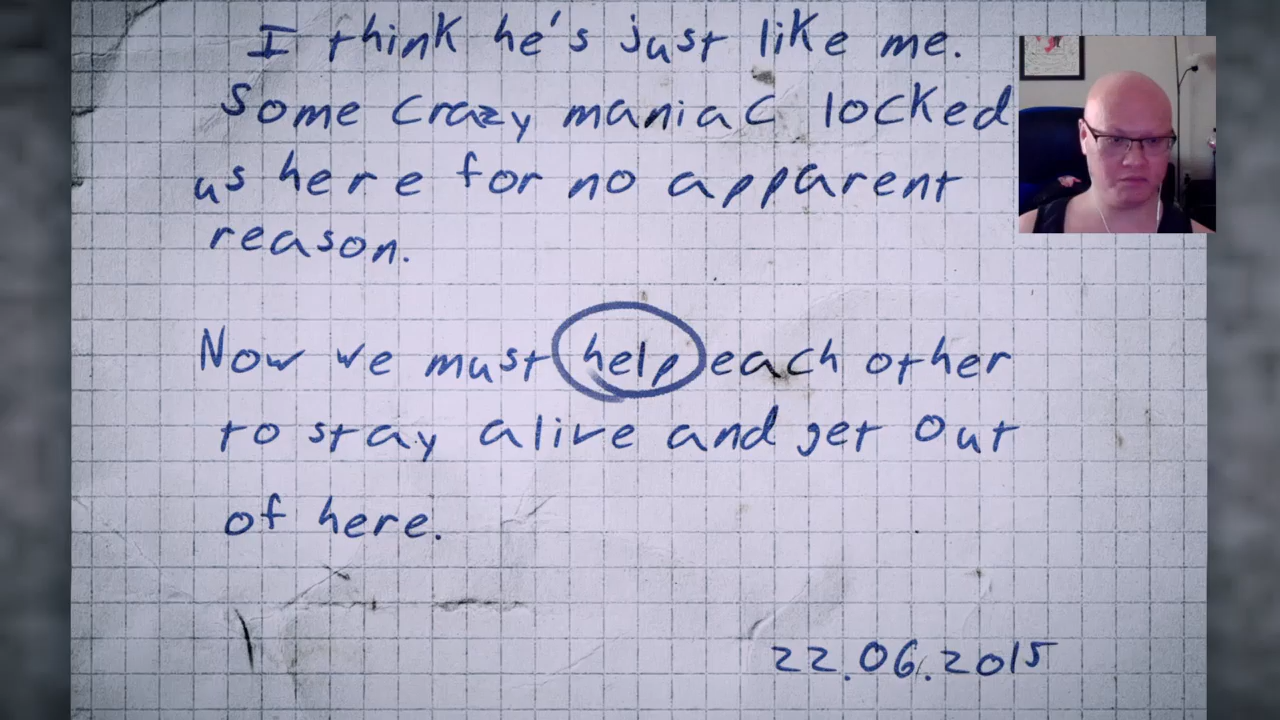 I think he's just like me.
Some crazy maniac locked
us here for no apparent
reason.
Now we must help each other
to stay alive and get out
of here.
22.06.2015